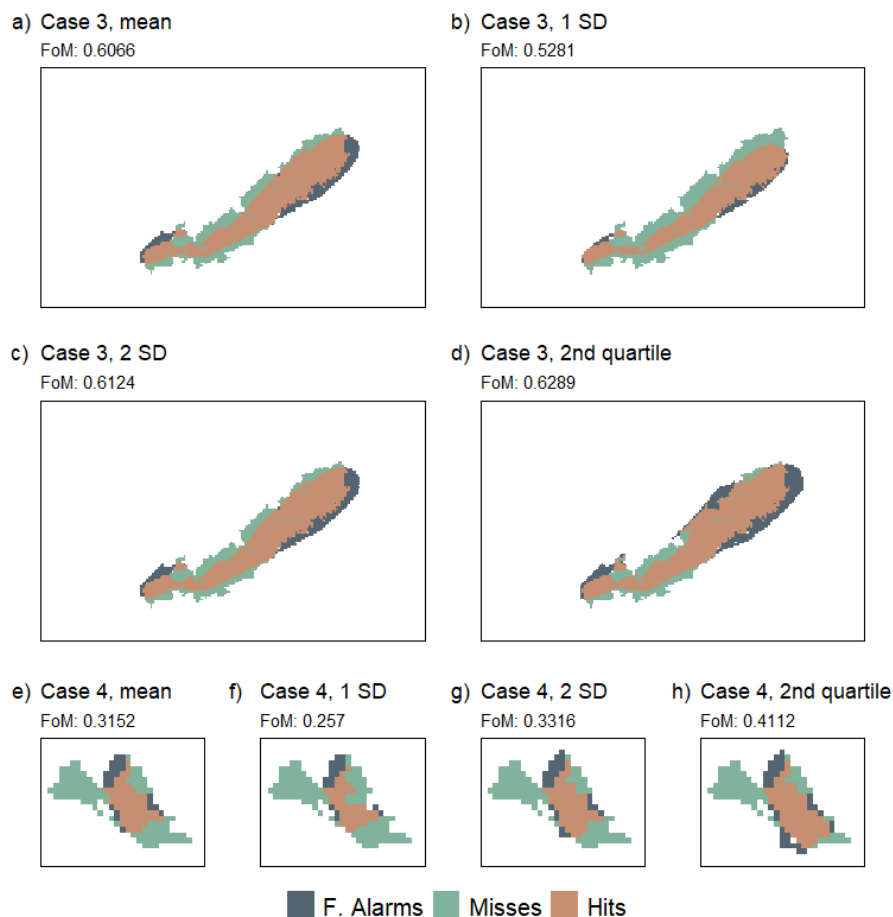 a) Case 3, mean
FoM: 0.6066
b) Case 3, 1 SD
FoM: 0.5281
c) Case 3, 2 SD
FoM: 0.6124
d) Case 3, 2nd quartile
FoM: 0.6289
e) Case 4, mean
FoM: 0.3152
f) Case 4, 1 SD
FoM: 0.257
g) Case 4, 2 SD
FoM: 0.3316
h) Case 4, 2nd quartile
FoM: 0.4112
F. Alarms Misses Hits